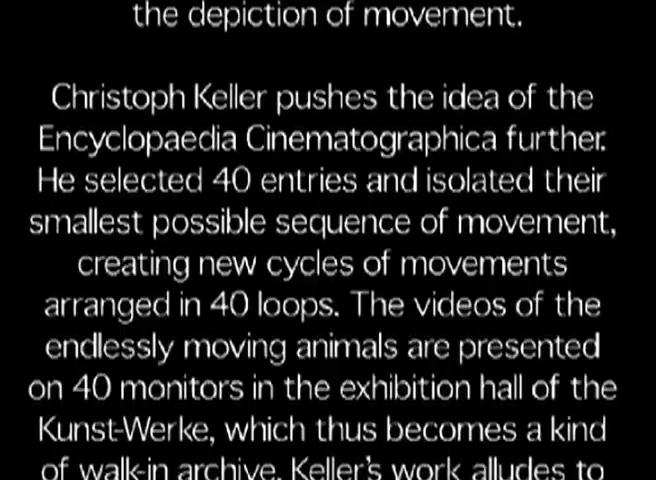 the depiction of movement.
Christoph Keller pushes the idea of the
Encyclopaedia Cinematographica further.
He selected 40 entries and isolated their
smallest possible sequence of movement,
creating new cycles of movements
arranged in 40 loops. The videos of the
endlessly moving animals are presented
on 40 monitors in the exhibition hall of the
Kunst-Werke, which thus becomes a kind
of walk-in archive. Keller's work alludes to